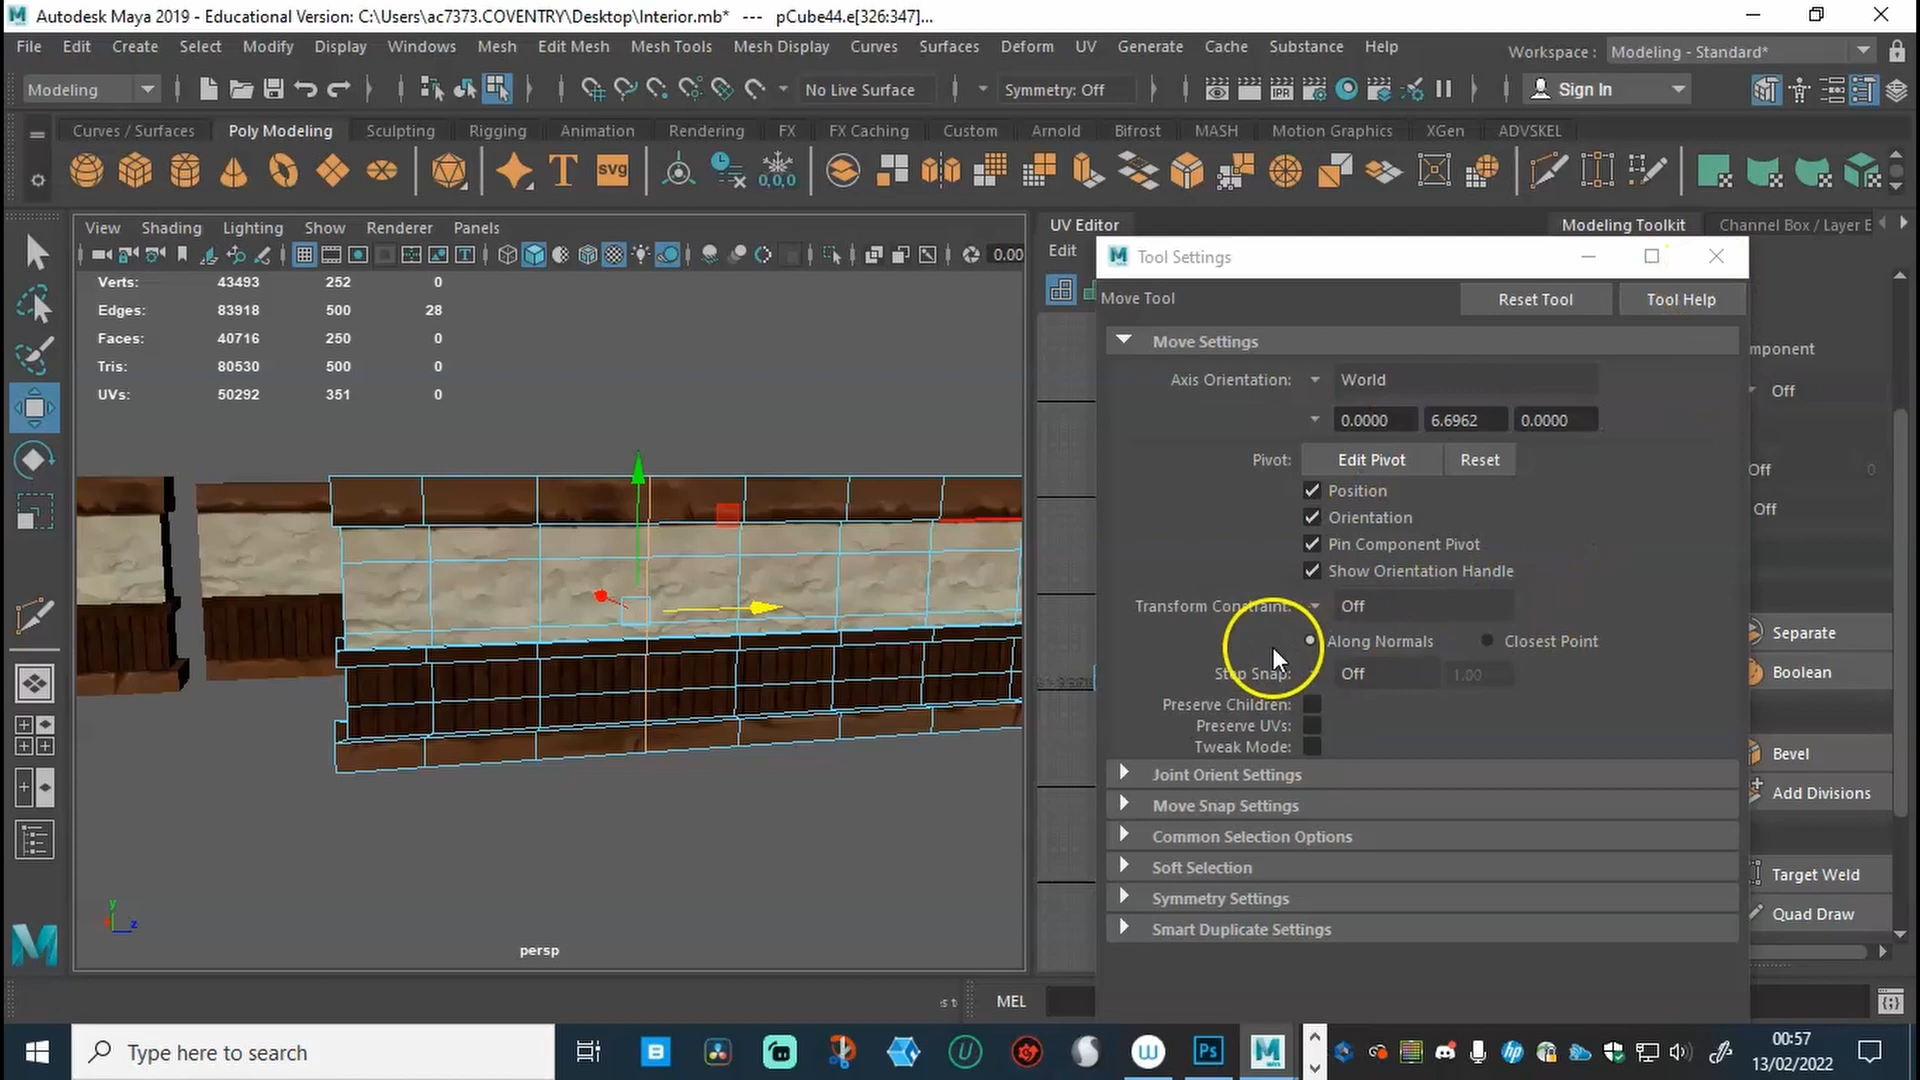 Autodesk Maya 2019 - Educational Version: C:\Users\ac7373.COVENTRY\Desktop\Interior.mb* --- pCube44.e[326:347]...
File Edit Create Select Modify Display Windows Mesh Edit Mesh Mesh Tools Mesh Display Curves Surfaces Deform UV Generate Cache Substance Arnold Help
Workspace : Modeling - Standard*
Modeling No Live Surface Symmetry: Off Sign In
Curves / Surfaces Poly Modeling Sculpting Rigging Animation Rendering FX FX Caching Custom Arnold Bifrost MASH Motion Graphics XGen ADVSKEL
T svg 0,0,0
IPR
View Shading Lighting Show Renderer Panels
UV Editor
Modeling Toolkit Channel Box / Layer E
0.00
Edit
Verts: 43493 252 0
Edges: 83918 500 28
Faces: 40716 250 0
Tris: 80530 500 0
UVs: 50292 351 0
persp
y
z
Tool Settings
Move Tool Reset Tool Tool Help
Move Settings
Axis Orientation: World
0.0000 6.6962 0.0000
Pivot: Edit Pivot Reset
Position
Orientation
Pin Component Pivot
Show Orientation Handle
Transform Constraint: Off
Along Normals Closest Point
Step Snap: Off 1.00
Preserve Children:
Preserve UVs:
Tweak Mode:
Joint Orient Settings
Move Snap Settings
Common Selection Options
Soft Selection
Symmetry Settings
Smart Duplicate Settings
mponent
Off
Off 0
Off
Separate
Boolean
Bevel
Add Divisions
Target Weld
Quad Draw
MEL
Type here to search
Ps
00:57
13/02/2022